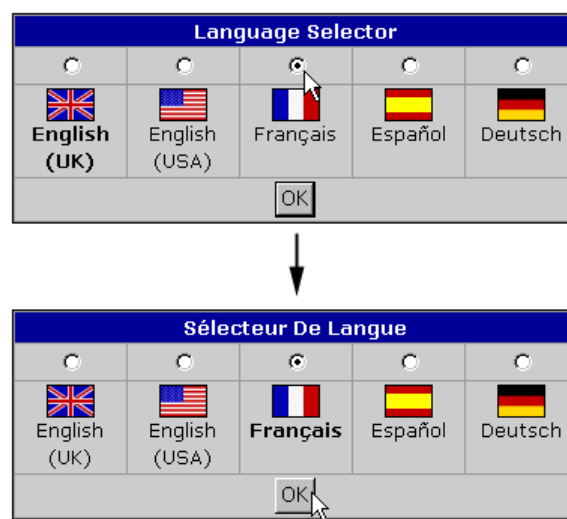 Language Selector
English English Français Español Deutsch
(UK) (USA)
OK
Sélecteur De Langue
English English Français Español Deutsch
(UK) (USA)
OK